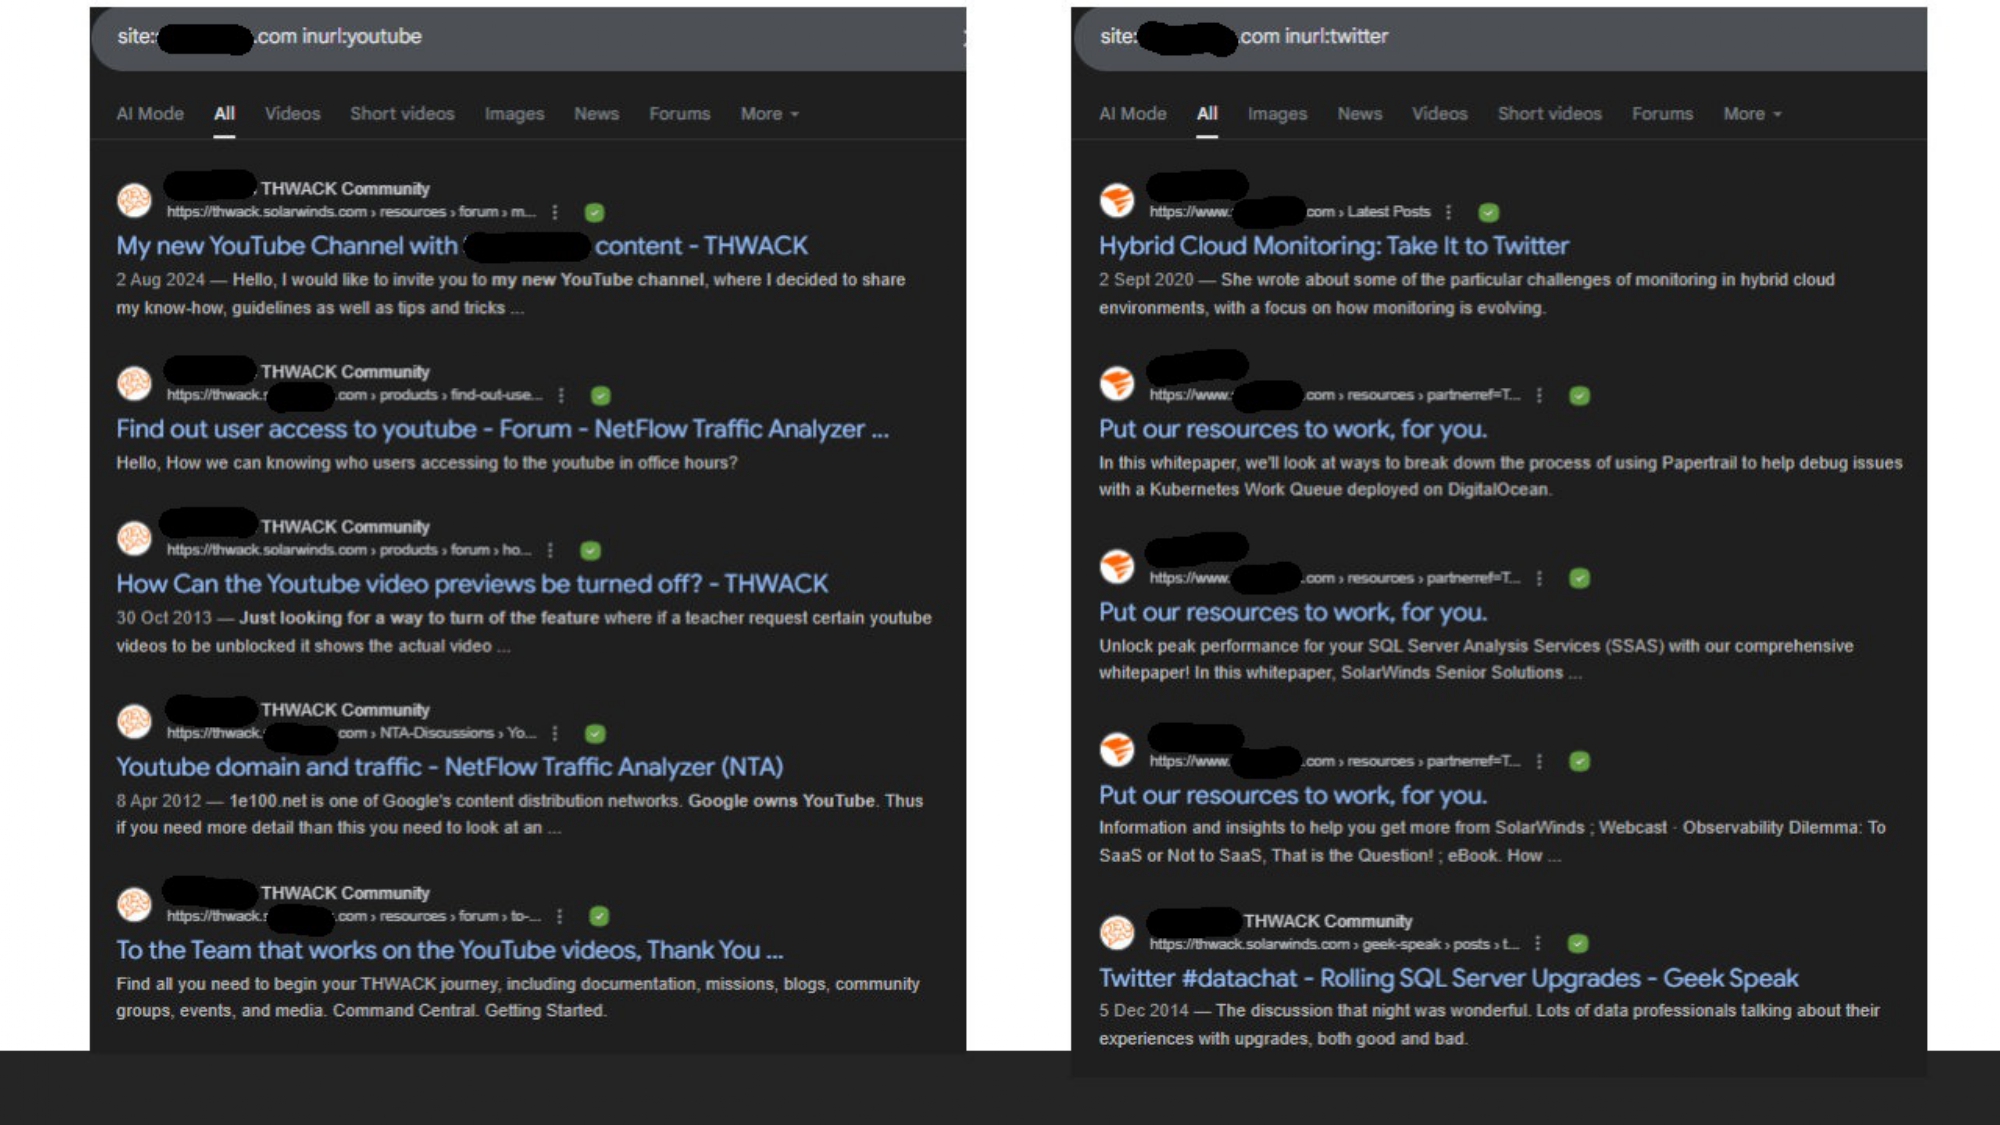 site: .com inurl:youtube
AI Mode All Videos Short videos Images News Forums More
THWACK Community
https://thwack.solarwinds.com › resources › forum › m...
My new YouTube Channel with content - THWACK
2 Aug 2024 — Hello, I would like to invite you to my new YouTube channel, where I decided to share
my know-how, guidelines as well as tips and tricks ...
THWACK Community
https://thwack. .com › products › find-out-use...
Find out user access to youtube - Forum - NetFlow Traffic Analyzer ...
Hello, How we can knowing who users accessing to the youtube in office hours?
THWACK Community
https://thwack.solarwinds.com › products › forum › ho...
How Can the Youtube video previews be turned off? - THWACK
30 Oct 2013 — Just looking for a way to turn of the feature where if a teacher request certain youtube
videos to be unblocked it shows the actual video ...
THWACK Community
https://thwack. com › NTA-Discussions › Yo...
Youtube domain and traffic - NetFlow Traffic Analyzer (NTA)
8 Apr 2012 — 1e100.net is one of Google's content distribution networks. Google owns YouTube. Thus
if you need more detail than this you need to look at an ...
THWACK Community
https://thwack. .com › resources › forum › to-...
To the Team that works on the YouTube videos, Thank You ...
Find all you need to begin your THWACK journey, including documentation, missions, blogs, community
groups, events, and media. Command Central. Getting Started.
site: .com inurl:twitter
AI Mode All Images News Videos Short videos Forums More
https://www. com › Latest Posts
Hybrid Cloud Monitoring: Take It to Twitter
2 Sept 2020 — She wrote about some of the particular challenges of monitoring in hybrid cloud
environments, with a focus on how monitoring is evolving.
https://www. .com › resources › partnerref=T...
Put our resources to work, for you.
In this whitepaper, we'll look at ways to break down the process of using Papertrail to help debug issues
with a Kubernetes Work Queue deployed on DigitalOcean.
https://www. .com › resources › partnerref=T...
Put our resources to work, for you.
Unlock peak performance for your SQL Server Analysis Services (SSAS) with our comprehensive
whitepaper! In this whitepaper, SolarWinds Senior Solutions ...
https://www. .com › resources › partnerref=T...
Put our resources to work, for you.
Information and insights to help you get more from SolarWinds ; Webcast · Observability Dilemma: To
SaaS or Not to SaaS, That is the Question! ; eBook. How ...
THWACK Community
https://thwack.solarwinds.com › geek-speak › posts › t...
Twitter #datachat - Rolling SQL Server Upgrades - Geek Speak
5 Dec 2014 — The discussion that night was wonderful. Lots of data professionals talking about their
experiences with upgrades, both good and bad.